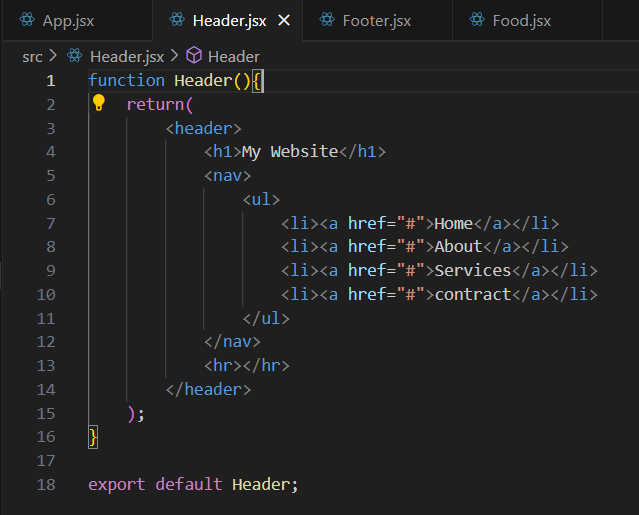 App.jsx Header.jsx × Footer.jsx Food.jsx
src > Header.jsx > Header
1 function Header(){
2     return(
3         <header>
4             <h1>My Website</h1>
5             <nav>
6                 <ul>
7                     <li><a href="#">Home</a></li>
8                     <li><a href="#">About</a></li>
9                     <li><a href="#">Services</a></li>
10                     <li><a href="#">contract</a></li>
11                 </ul>
12             </nav>
13             <hr></hr>
14         </header>
15     );
16 }
17
18 export default Header;